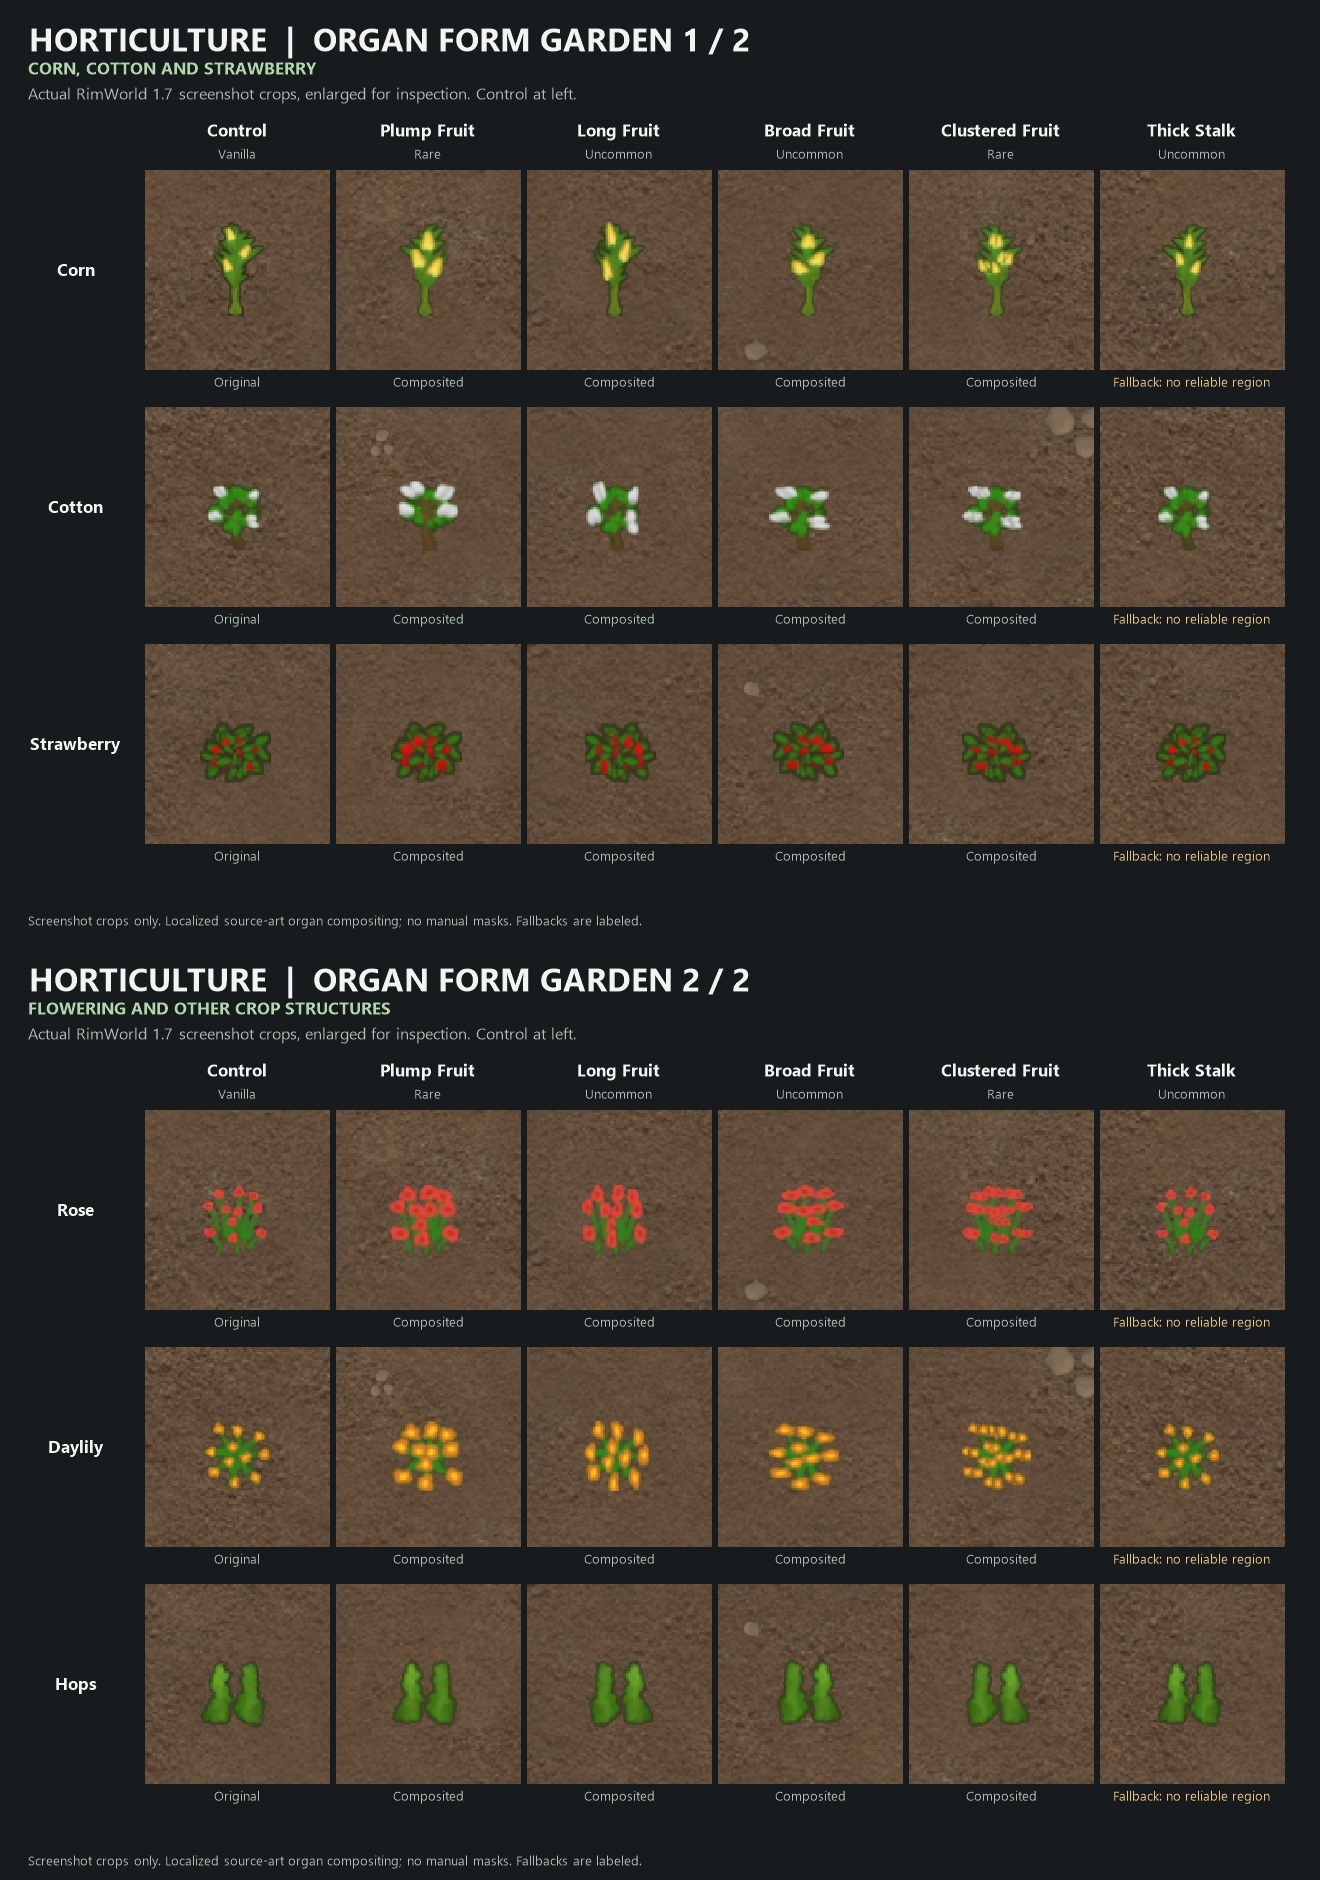 HORTICULTURE | ORGAN FORM GARDEN 1 / 2
CORN, COTTON AND STRAWBERRY
Actual RimWorld 1.7 screenshot crops, enlarged for inspection. Control at left.
Control Plump Fruit Long Fruit Broad Fruit Clustered Fruit Thick Stalk
Vanilla Rare Uncommon Uncommon Rare Uncommon
Corn
Original Composited Composited Composited Composited Fallback: no reliable region
Cotton
Original Composited Composited Composited Composited Fallback: no reliable region
Strawberry
Original Composited Composited Composited Composited Fallback: no reliable region
Screenshot crops only. Localized source-art organ compositing; no manual masks. Fallbacks are labeled.
HORTICULTURE | ORGAN FORM GARDEN 2 / 2
FLOWERING AND OTHER CROP STRUCTURES
Actual RimWorld 1.7 screenshot crops, enlarged for inspection. Control at left.
Control Plump Fruit Long Fruit Broad Fruit Clustered Fruit Thick Stalk
Vanilla Rare Uncommon Uncommon Rare Uncommon
Rose
Original Composited Composited Composited Composited Fallback: no reliable region
Daylily
Original Composited Composited Composited Composited Fallback: no reliable region
Hops
Original Composited Composited Composited Composited Fallback: no reliable region
Screenshot crops only. Localized source-art organ compositing; no manual masks. Fallbacks are labeled.